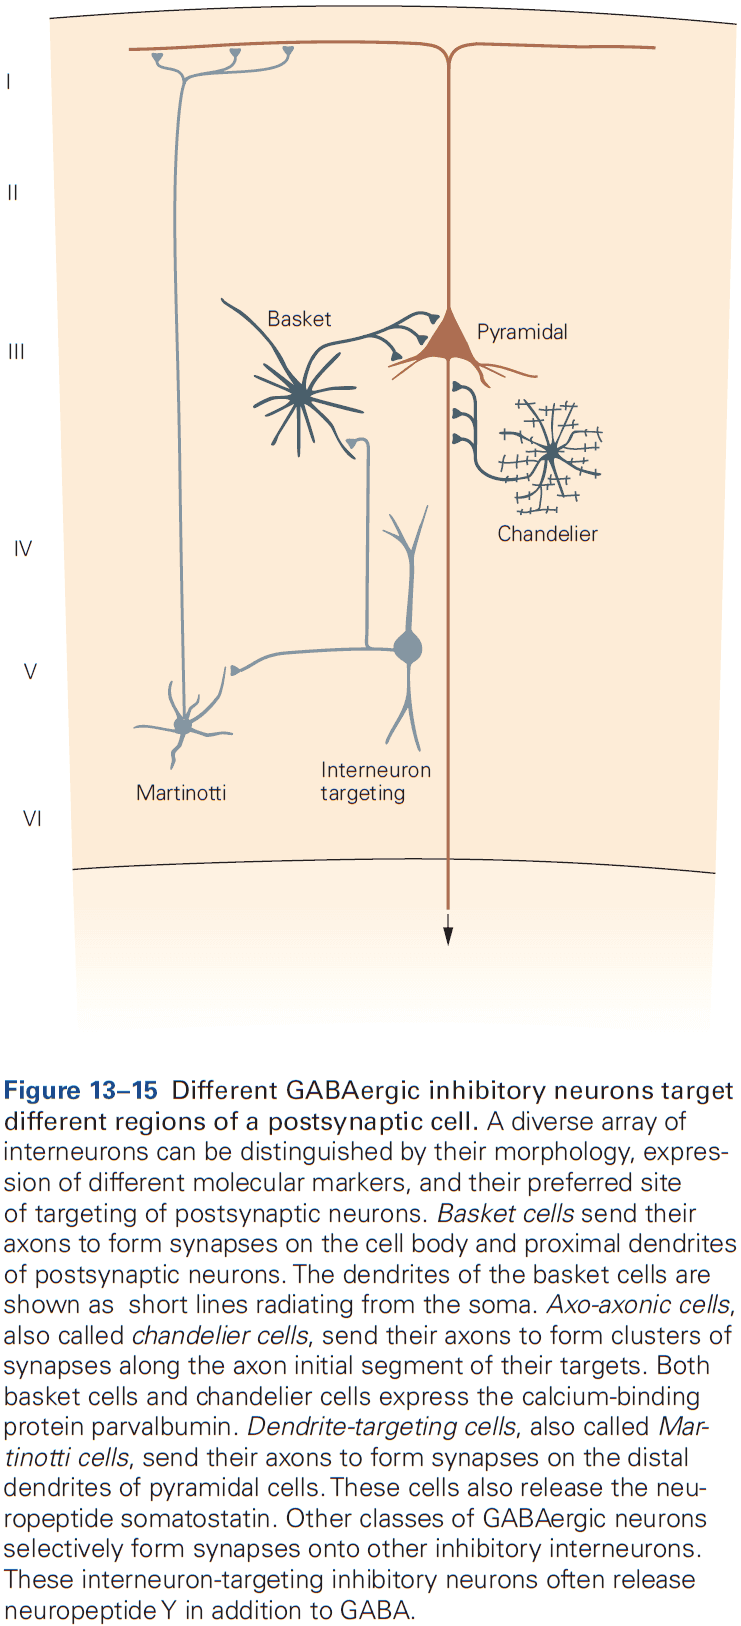 I
II
Basket
Pyramidal
III
Chandelier
IV
V
Interneuron
targeting
Martinotti
VI
Figure 13–15 Different GABAergic inhibitory neurons target
different regions of a postsynaptic cell. A diverse array of
interneurons can be distinguished by their morphology, expres-
sion of different molecular markers, and their preferred site
of targeting of postsynaptic neurons. Basket cells send their
axons to form synapses on the cell body and proximal dendrites
of postsynaptic neurons. The dendrites of the basket cells are
shown as short lines radiating from the soma. Axo-axonic cells,
also called chandelier cells, send their axons to form clusters of
synapses along the axon initial segment of their targets. Both
basket cells and chandelier cells express the calcium-binding
protein parvalbumin. Dendrite-targeting cells, also called Mar-
tinotti cells, send their axons to form synapses on the distal
dendrites of pyramidal cells. These cells also release the neu-
ropeptide somatostatin. Other classes of GABAergic neurons
selectively form synapses onto other inhibitory interneurons.
These interneuron-targeting inhibitory neurons often release
neuropeptide Y in addition to GABA.